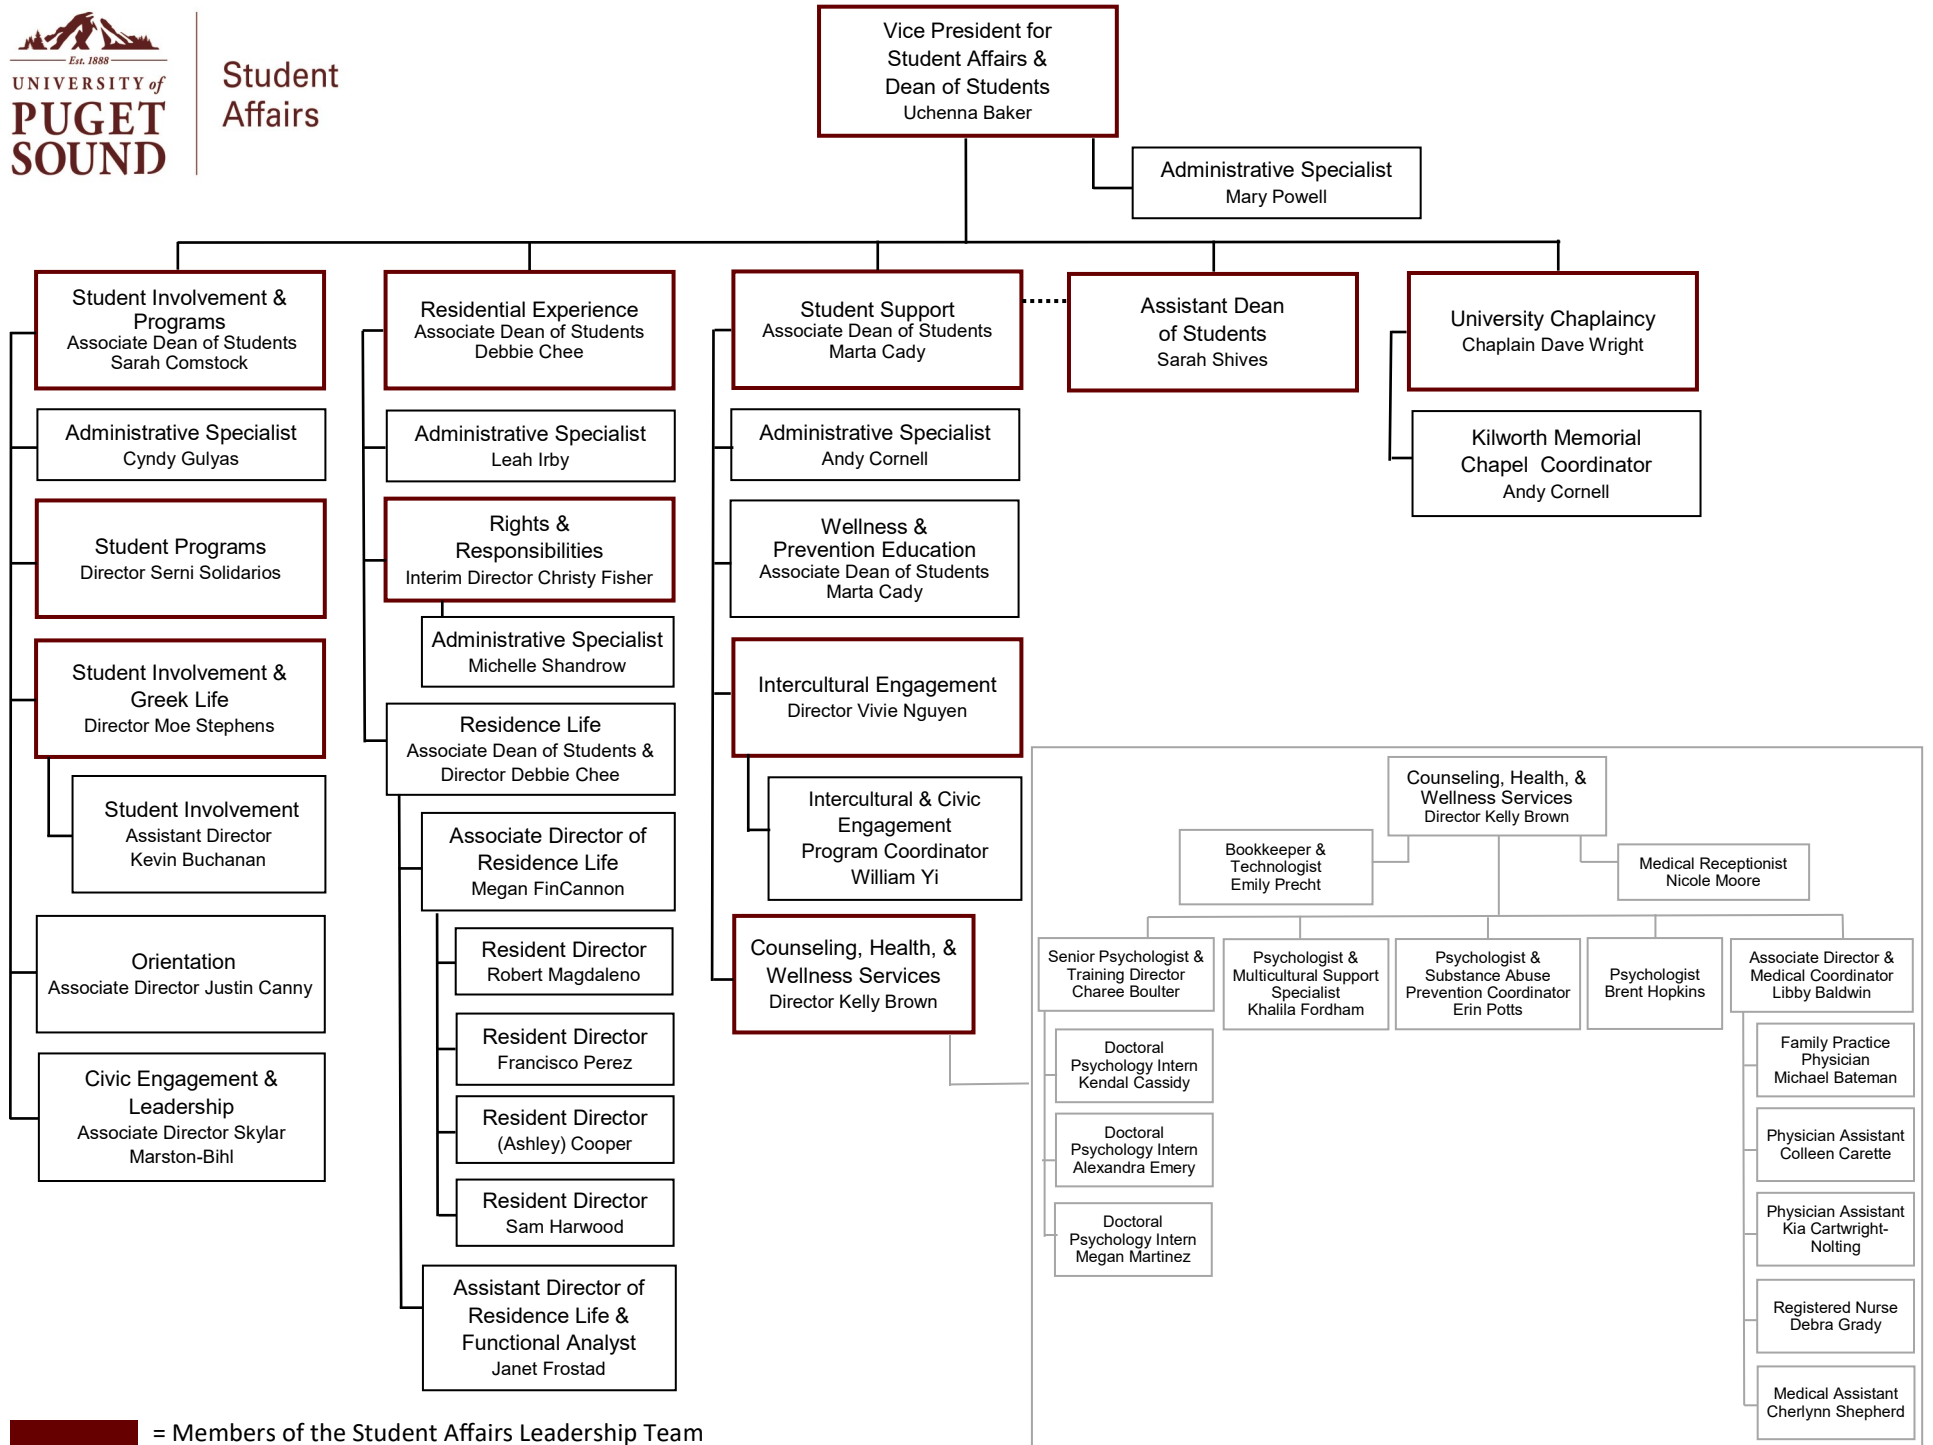 Est. 1888
UNIVERSITY of
PUGET
SOUND
Student
Affairs
Vice President for
Student Affairs &
Dean of Students
Uchenna Baker
Administrative Specialist
Mary Powell
Student Involvement &
Programs
Associate Dean of Students
Sarah Comstock
Administrative Specialist
Cyndy Gulyas
Student Programs
Director Serni Solidarios
Student Involvement &
Greek Life
Director Moe Stephens
Student Involvement
Assistant Director
Kevin Buchanan
Orientation
Associate Director Justin Canny
Civic Engagement &
Leadership
Associate Director Skylar
Marston-Bihl
Residential Experience
Associate Dean of Students
Debbie Chee
Administrative Specialist
Leah Irby
Rights &
Responsibilities
Interim Director Christy Fisher
Administrative Specialist
Michelle Shandrow
Residence Life
Associate Dean of Students &
Director Debbie Chee
Associate Director of
Residence Life
Megan FinCannon
Resident Director
Robert Magdaleno
Resident Director
Francisco Perez
Resident Director
(Ashley) Cooper
Resident Director
Sam Harwood
Assistant Director of
Residence Life &
Functional Analyst
Janet Frostad
Student Support
Associate Dean of Students
Marta Cady
Administrative Specialist
Andy Cornell
Wellness &
Prevention Education
Associate Dean of Students
Marta Cady
Intercultural Engagement
Director Vivie Nguyen
Intercultural & Civic
Engagement
Program Coordinator
William Yi
Counseling, Health, &
Wellness Services
Director Kelly Brown
Assistant Dean
of Students
Sarah Shives
University Chaplaincy
Chaplain Dave Wright
Kilworth Memorial
Chapel Coordinator
Andy Cornell
Counseling, Health, &
Wellness Services
Director Kelly Brown
Bookkeeper &
Technologist
Emily Precht
Medical Receptionist
Nicole Moore
Senior Psychologist &
Training Director
Charee Boulter
Doctoral
Psychology Intern
Kendal Cassidy
Doctoral
Psychology Intern
Alexandra Emery
Doctoral
Psychology Intern
Megan Martinez
Psychologist &
Multicultural Support
Specialist
Khalila Fordham
Psychologist &
Substance Abuse
Prevention Coordinator
Erin Potts
Psychologist
Brent Hopkins
Associate Director &
Medical Coordinator
Libby Baldwin
Family Practice
Physician
Michael Bateman
Physician Assistant
Colleen Carette
Physician Assistant
Kia Cartwright-
Nolting
Registered Nurse
Debra Grady
Medical Assistant
Cherlynn Shepherd
= Members of the Student Affairs Leadership Team